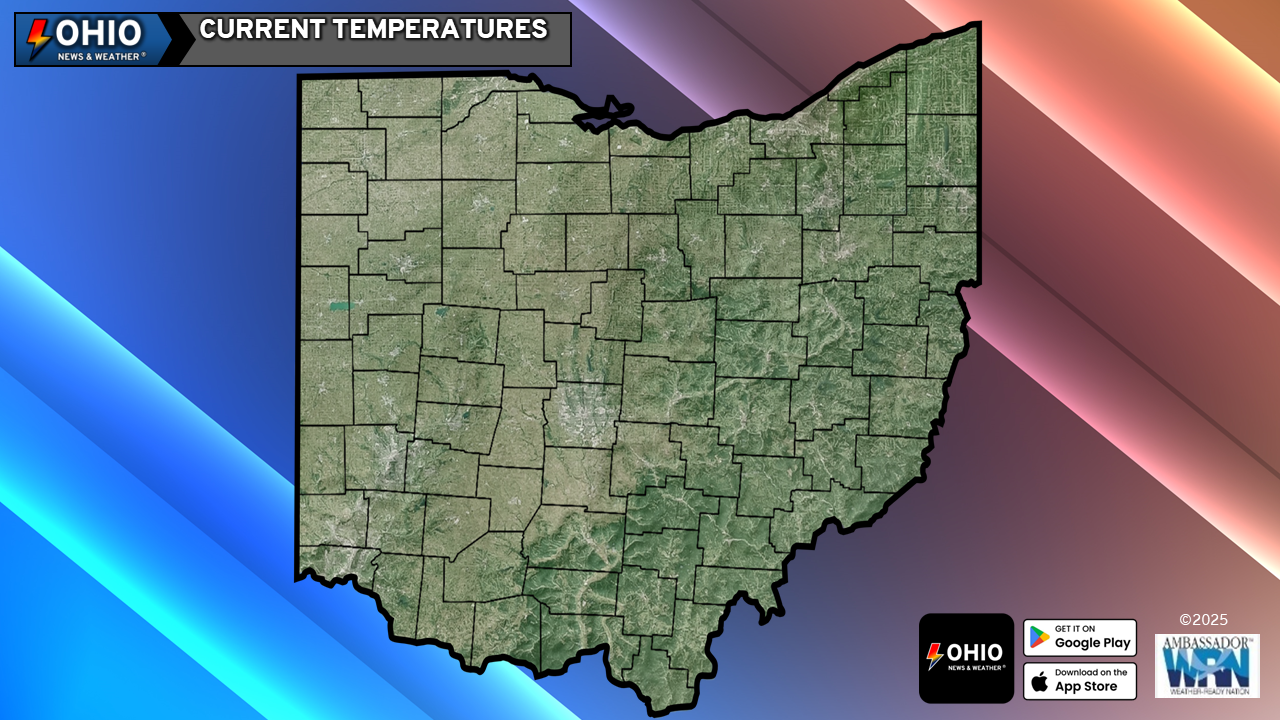 OHIO
NEWS & WEATHER®
CURRENT TEMPERATURES
©2025
OHIO
NEWS & WEATHER®
GET IT ON
Google Play
Download on the
App Store
AMBASSADOR™
WRN
WEATHER-READY NATION